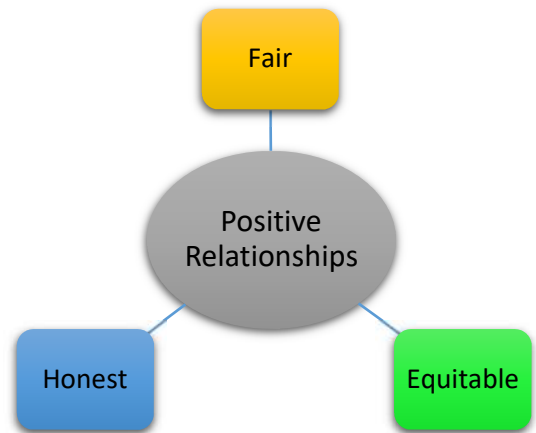 Fair
Positive
Relationships
Honest
Equitable